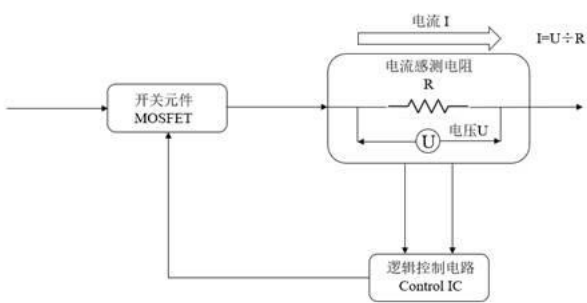 电流 I
I=U÷R
电流感测电阻
R
开关元件
MOSFET
U
电压U
逻辑控制电路
Control IC